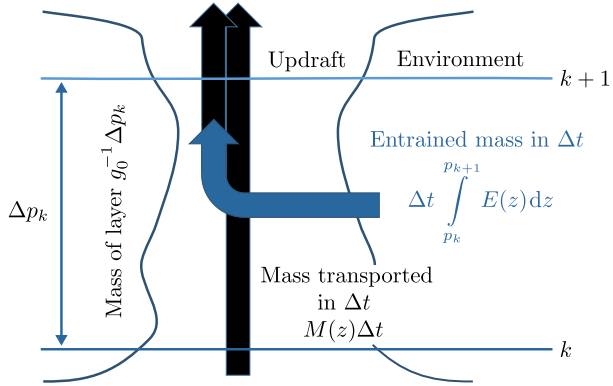 Updraft
Environment
k + 1
Entrained mass in Δt
Δt ∫_{p_k}^{p_{k+1}} E(z) dz
Δp_k
Mass of layer g_0^{-1} Δp_k
Mass transported
in Δt
M(z)Δt
k